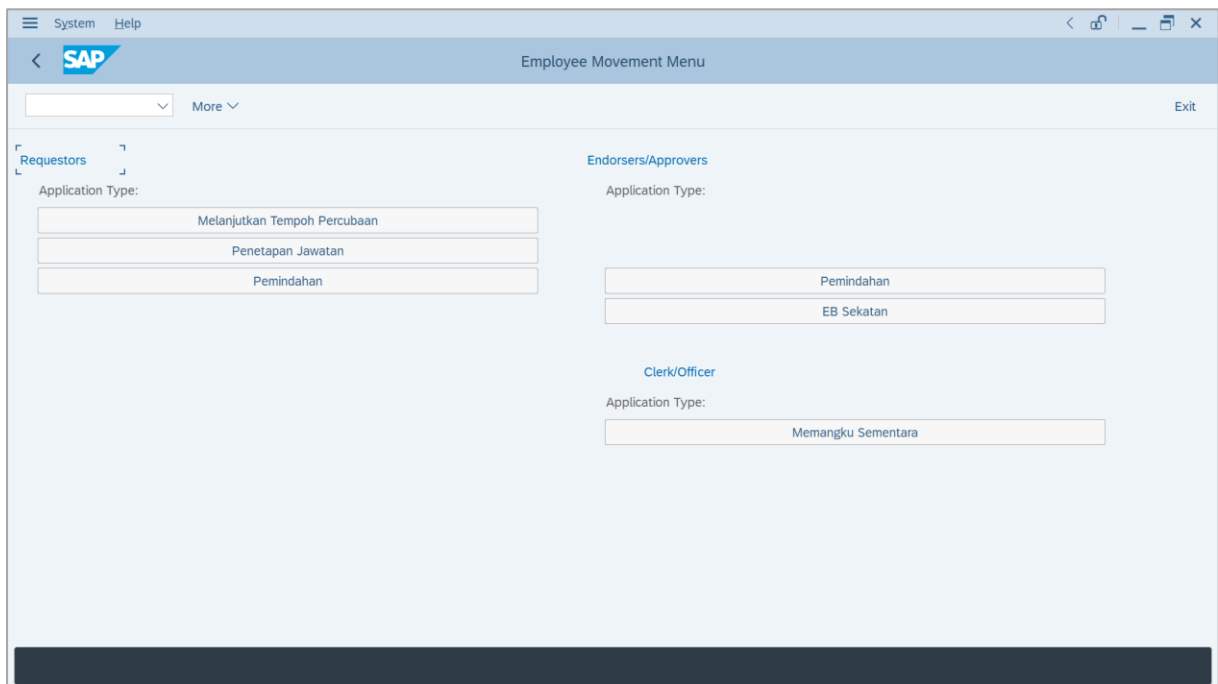 System Help
SAP
Employee Movement Menu
More
Exit
Requestors
Application Type:
Melanjutkan Tempoh Percubaan
Penetapan Jawatan
Pemindahan
Endorsers/Approvers
Application Type:
Pemindahan
EB Sekatan
Clerk/Officer
Application Type:
Memangku Sementara